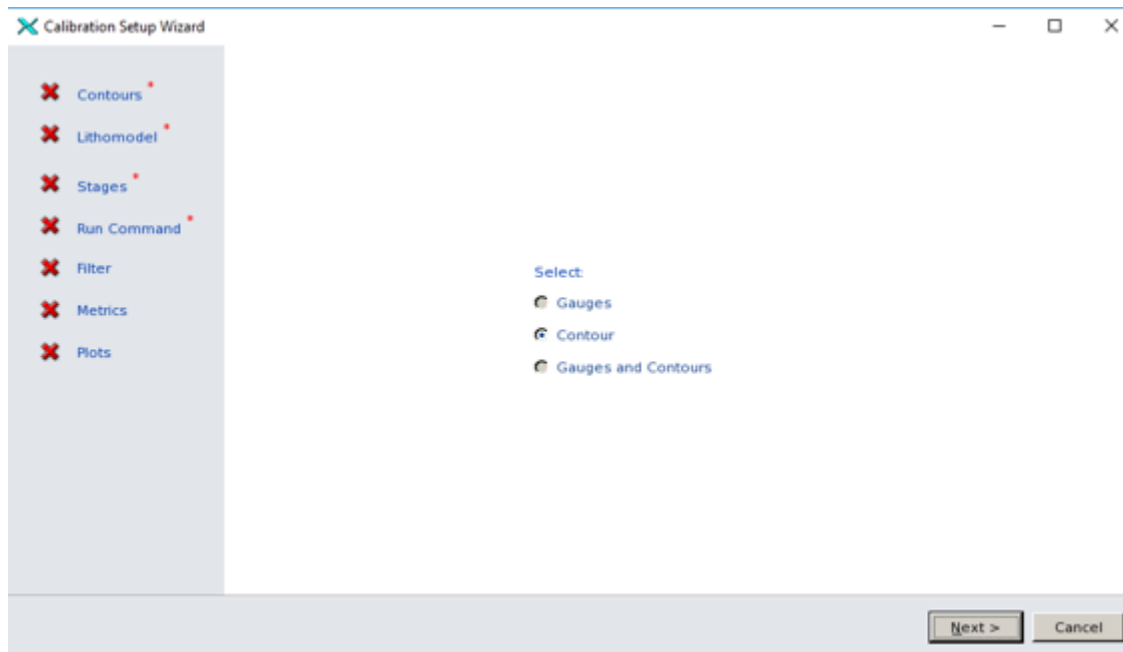 Calibration Setup Wizard
Contours *
Lithomodel *
Stages *
Run Command *
Filter
Metrics
Plots
Select:
Gauges
Contour
Gauges and Contours
Next >
Cancel